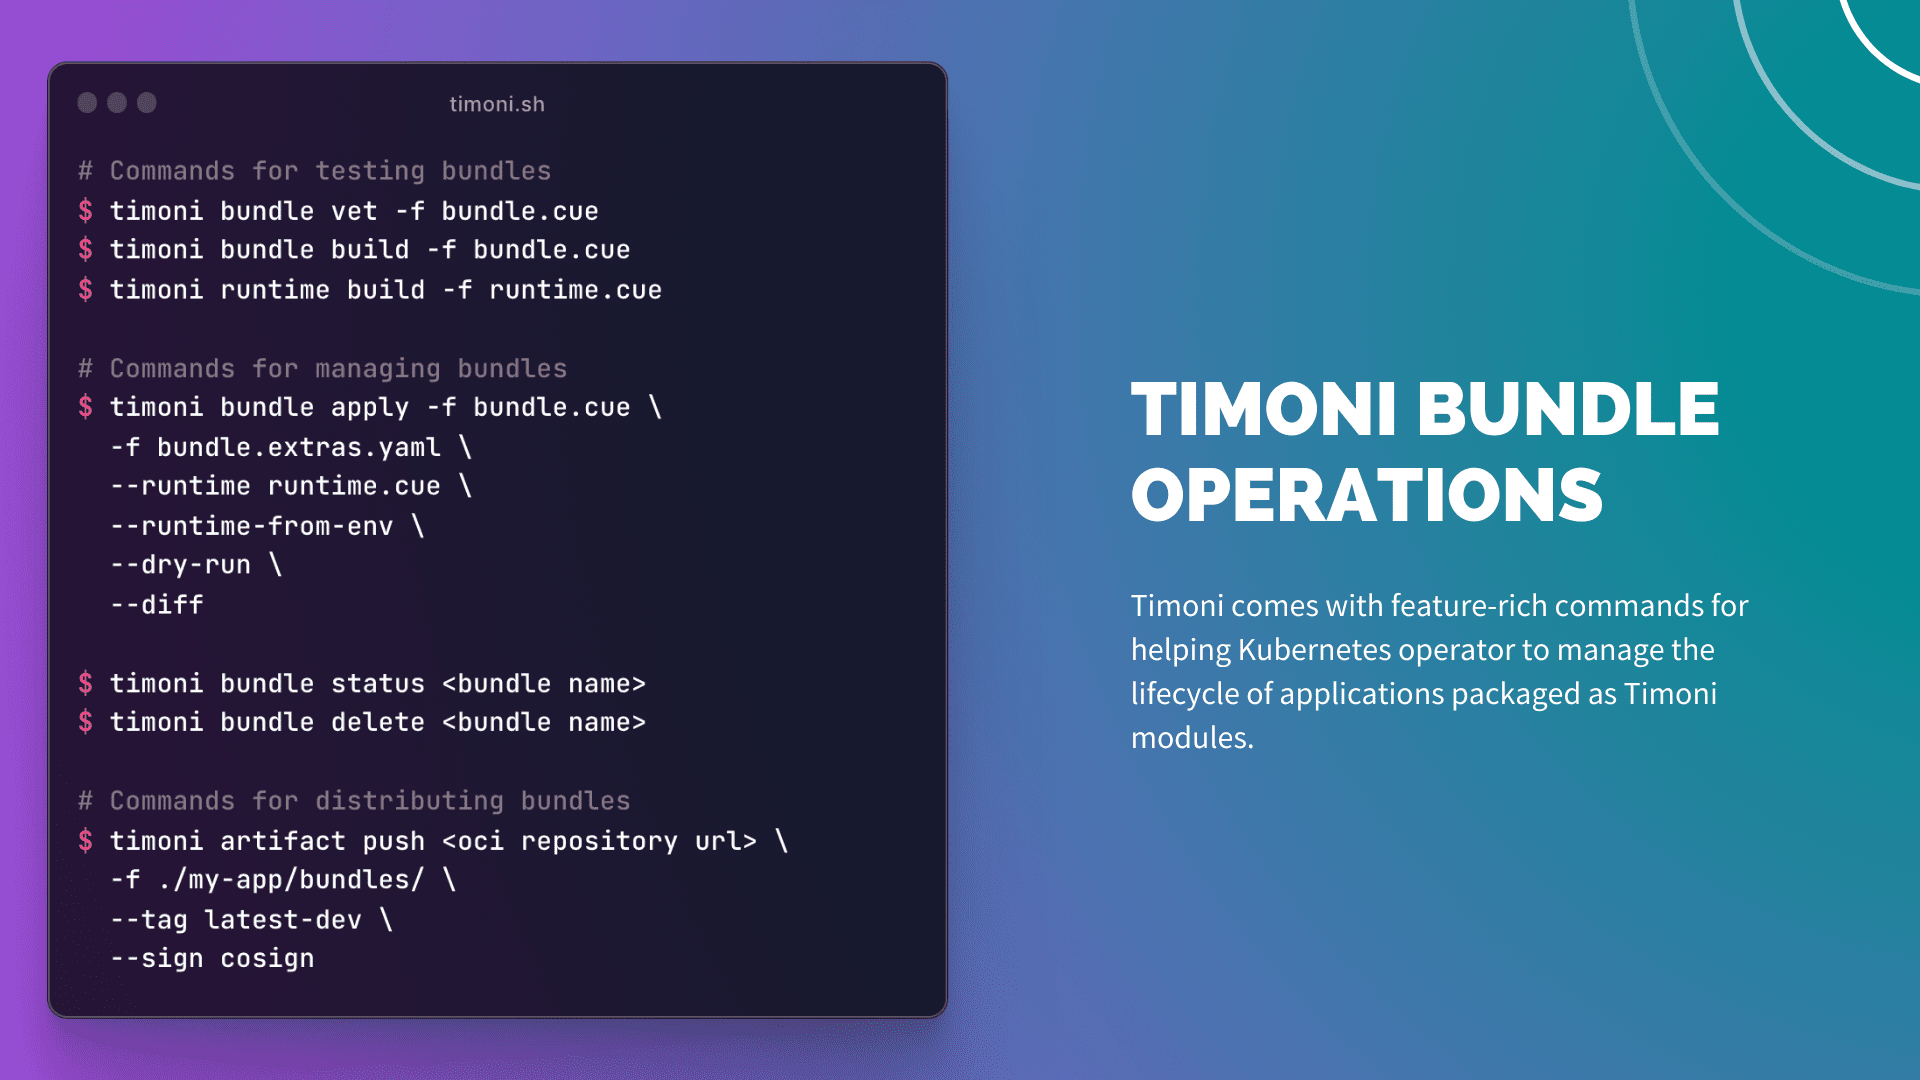 timoni.sh
# Commands for testing bundles
$ timoni bundle vet -f bundle.cue
$ timoni bundle build -f bundle.cue
$ timoni runtime build -f runtime.cue
# Commands for managing bundles
$ timoni bundle apply -f bundle.cue \
-f bundle.extras.yaml \
--runtime runtime.cue \
--runtime-from-env \
--dry-run \
--diff
$ timoni bundle status <bundle name>
$ timoni bundle delete <bundle name>
# Commands for distributing bundles
$ timoni artifact push <oci repository url> \
-f ./my-app/bundles/ \
--tag latest-dev \
--sign cosign
TIMONI BUNDLE
OPERATIONS
Timoni comes with feature-rich commands for
helping Kubernetes operator to manage the
lifecycle of applications packaged as Timoni
modules.